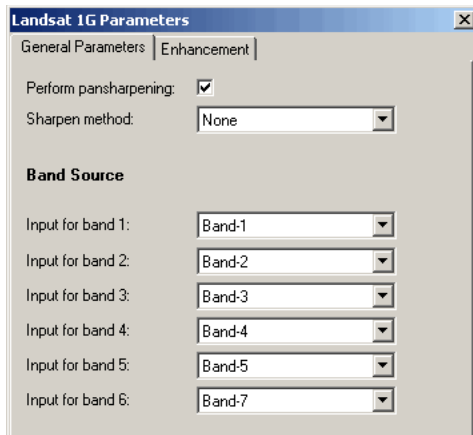 Landsat 1G Parameters
General Parameters
Enhancement
Perform pansharpening:
Sharpen method: None
Band Source
Input for band 1: Band-1
Input for band 2: Band-2
Input for band 3: Band-3
Input for band 4: Band-4
Input for band 5: Band-5
Input for band 6: Band-7